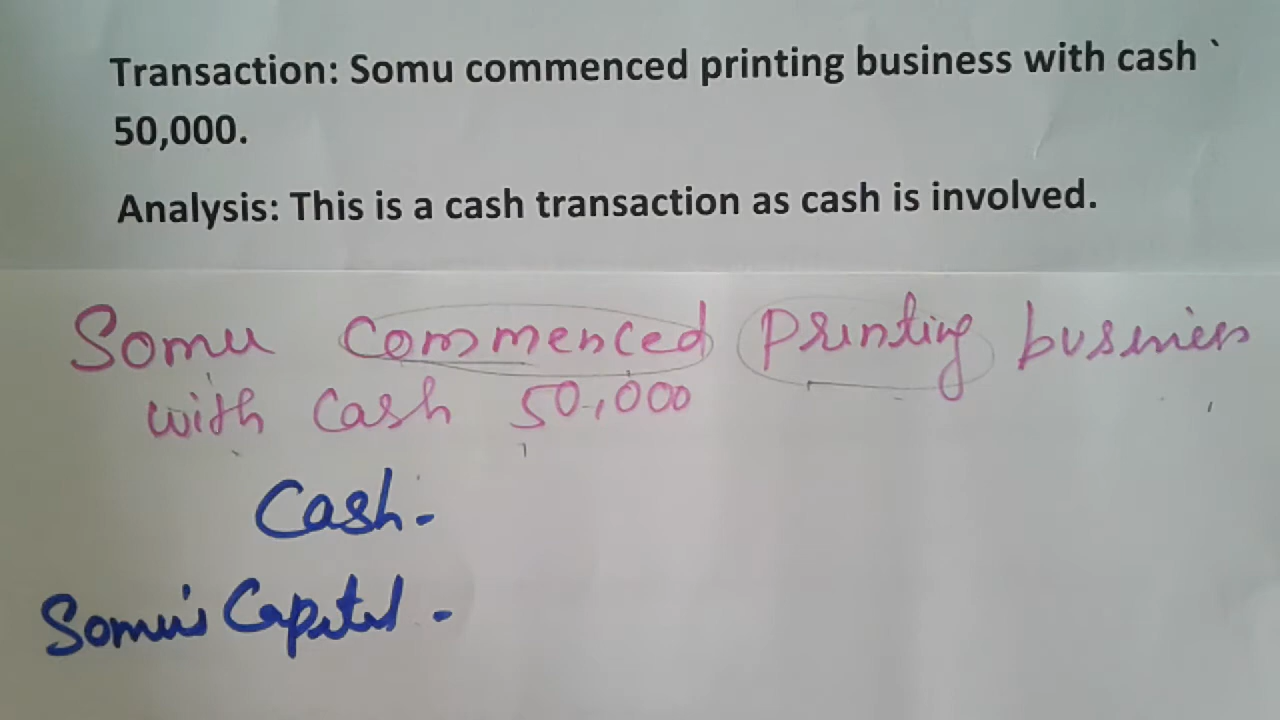 Transaction: Somu commenced printing business with cash `
50,000.
Analysis: This is a cash transaction as cash is involved.
Somu commenced printing business
with cash 50,000
Cash -
Somu's Capital -